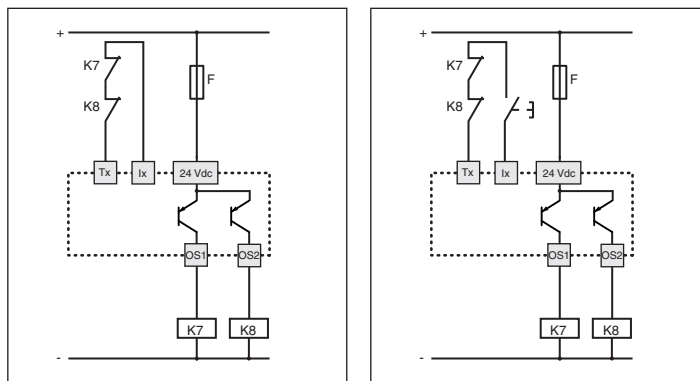 +
K7
F
K8
Tx
Ix
24 Vdc
OS1
OS2
K7
K8
-
+
K7
F
K8
Tx
Ix
24 Vdc
OS1
OS2
K7
K8
-